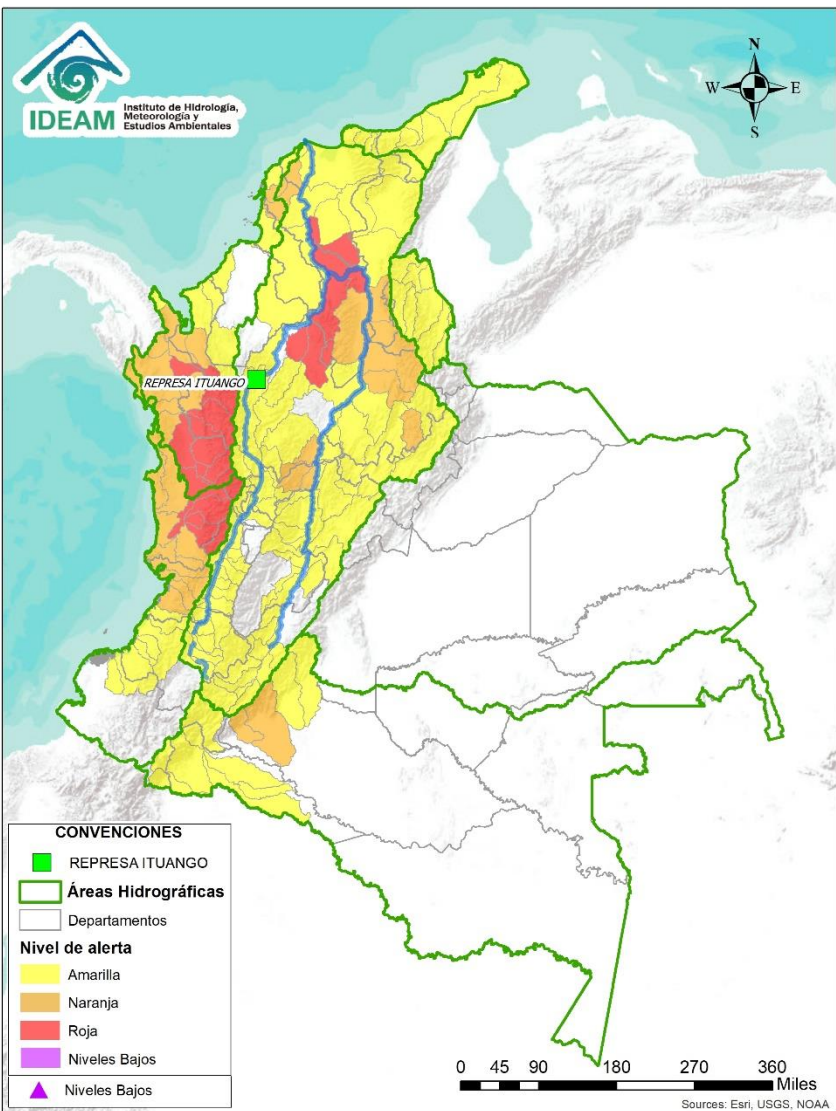 IDEAM
Instituto de Hidrología,
Meteorología y
Estudios Ambientales
N
W
E
S
REPRESA ITUANGO
CONVENCIONES
REPRESA ITUANGO
Áreas Hidrográficas
Departamentos
Nivel de alerta
Amarilla
Naranja
Roja
Niveles Bajos
Niveles Bajos
0 45 90 180 270 360
Miles
Sources: Esri, USGS, NOAA